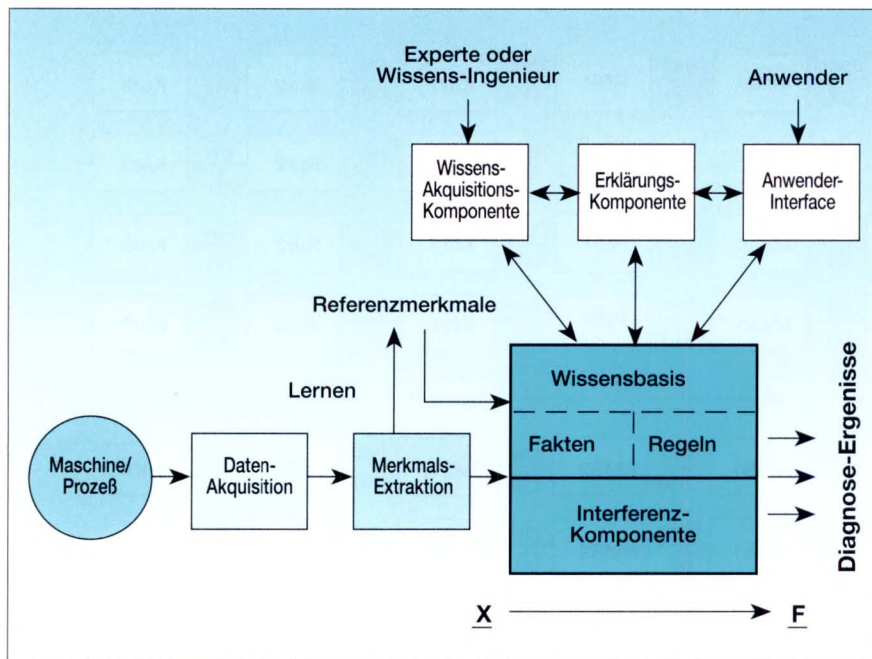 Experte oder
Wissens-Ingenieur
Anwender
Wissens-
Akquisitions-
Komponente
Erklärungs-
Komponente
Anwender-
Interface
Referenzmerkmale
Lernen
Wissensbasis
Fakten
Regeln
Maschine/
Prozeß
Daten-
Akquisition
Merkmals-
Extraktion
Interferenz-
Komponente
Diagnose-Ergenisse
X
F